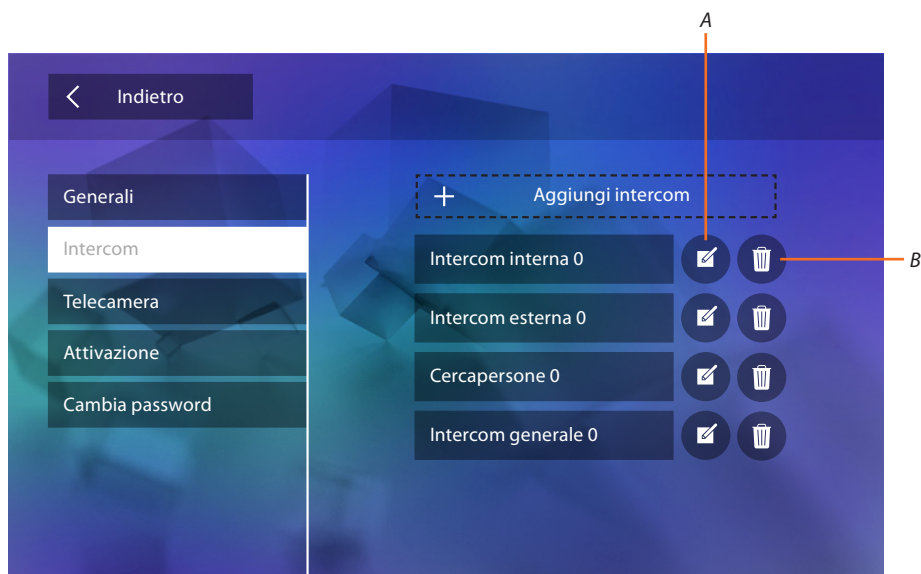 A
Indietro
Generali
Intercom
Telecamera
Attivazione
Cambia password
Aggiungi intercom
Intercom interna 0
B
Intercom esterna 0
Cercapersone 0
Intercom generale 0